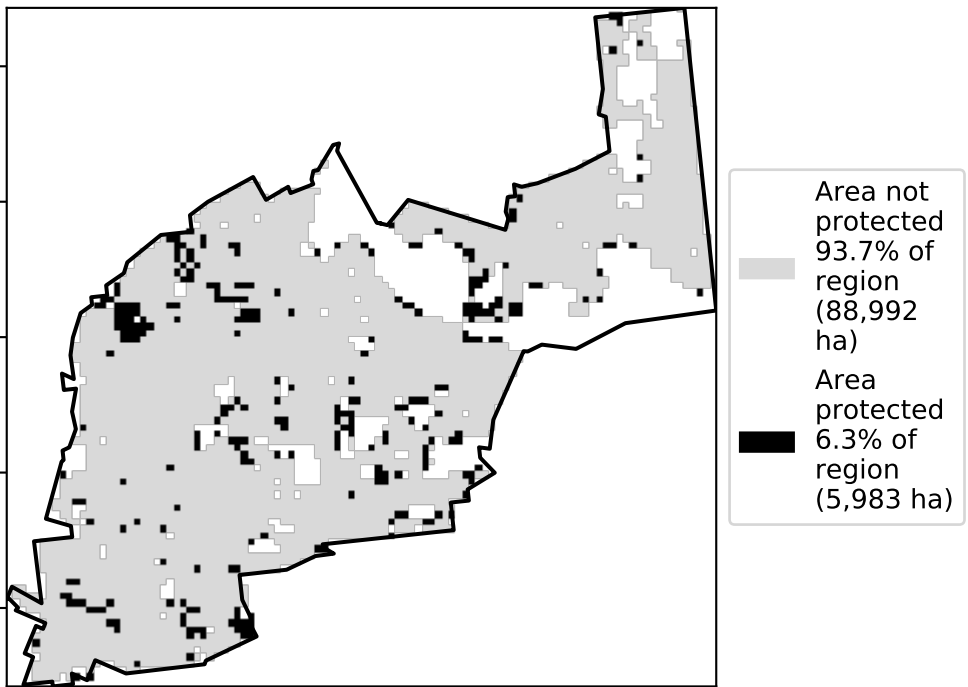 Area not
protected
93.7% of
region
(88,992
ha)
Area
protected
6.3% of
region
(5,983 ha)